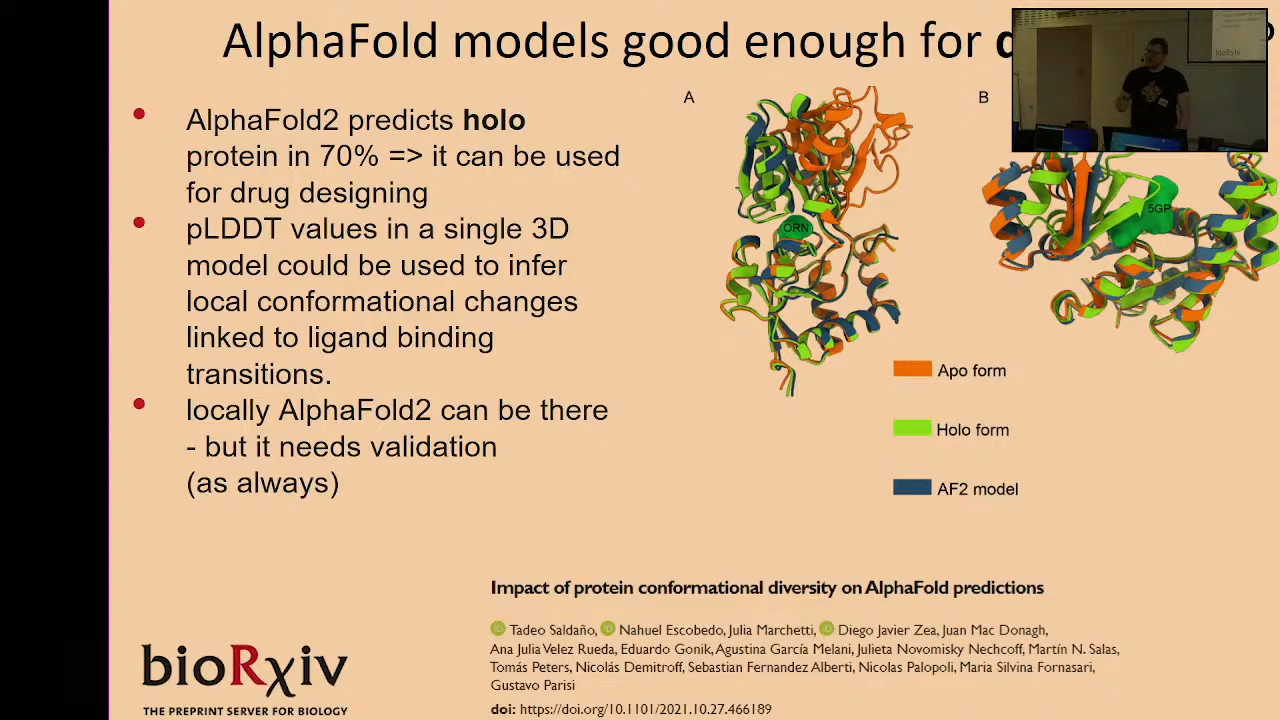 AlphaFold models good enough for
A
B
• AlphaFold2 predicts holo
protein in 70% => it can be used
for drug designing
• pLDDT values in a single 3D
model could be used to infer
local conformational changes
linked to ligand binding
transitions.
• locally AlphaFold2 can be there
- but it needs validation
(as always)
ORN
5GP
Apo form
Holo form
AF2 model
Impact of protein conformational diversity on AlphaFold predictions
Tadeo Saldaño, Nahuel Escobedo, Julia Marchetti, Diego Javier Zea, Juan Mac Donagh,
Ana Julia Velez Rueda, Eduardo Gonik, Agustina García Melani, Julieta Novomisky Nechcoff, Martín N. Salas,
Tomás Peters, Nicolás Demitroff, Sebastian Fernandez Alberti, Nicolas Palopoli, Maria Silvina Fornasari,
Gustavo Parisi
doi: https://doi.org/10.1101/2021.10.27.466189
bioRxiv
THE PREPRINT SERVER FOR BIOLOGY
bioRxiv